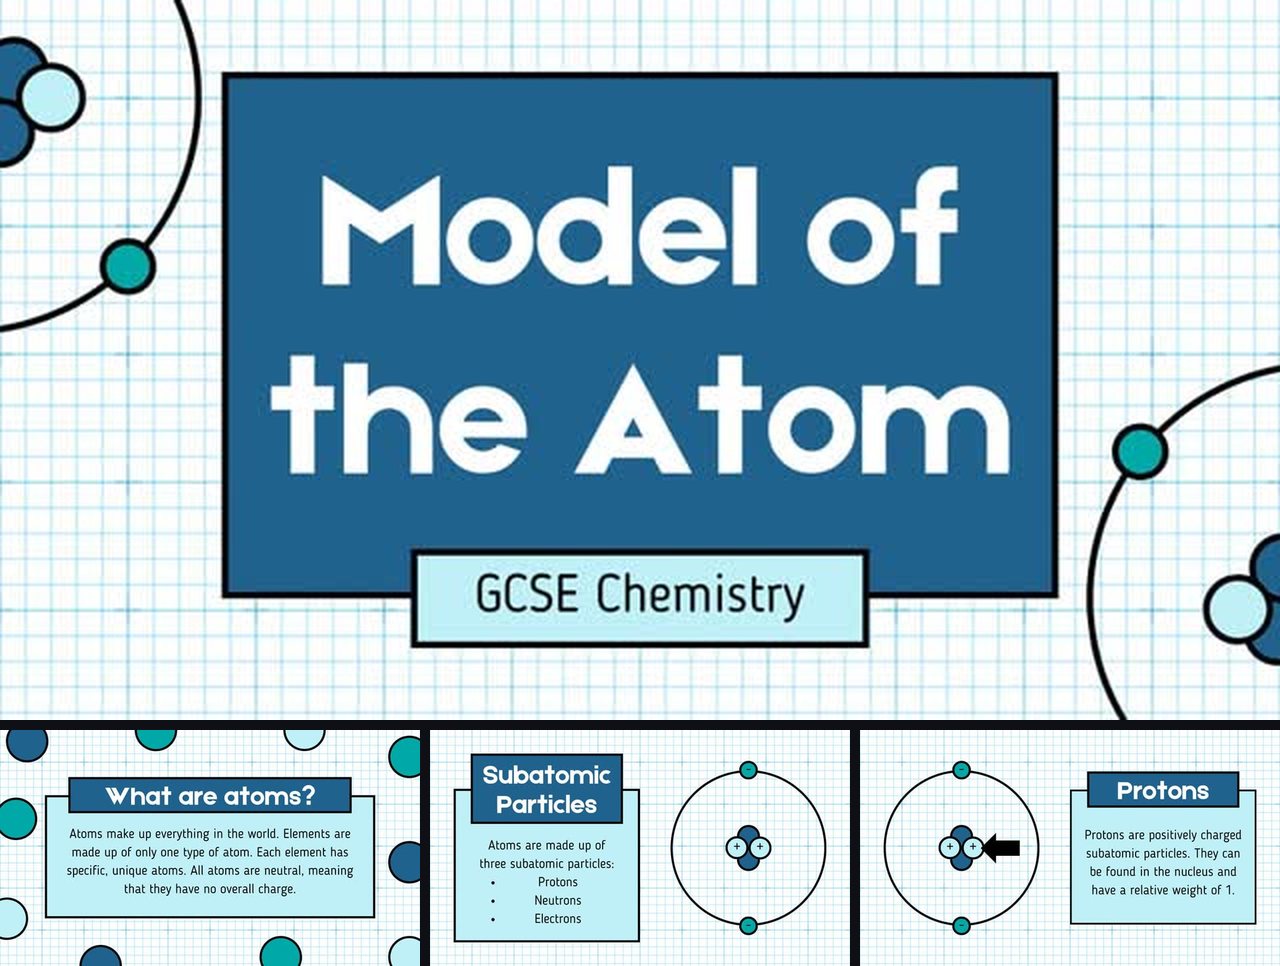 Model of
the Atom
GCSE Chemistry
What are atoms?
Atoms make up everything in the world. Elements are
made up of only one type of atom. Each element has
specific, unique atoms. All atoms are neutral, meaning
that they have no overall charge.
Subatomic
Particles
Atoms are made up of
three subatomic particles:
• Protons
• Neutrons
• Electrons
-
+ +
-
-
+ +
-
Protons
Protons are positively charged
subatomic particles. They can
be found in the nucleus and
have a relative weight of 1.